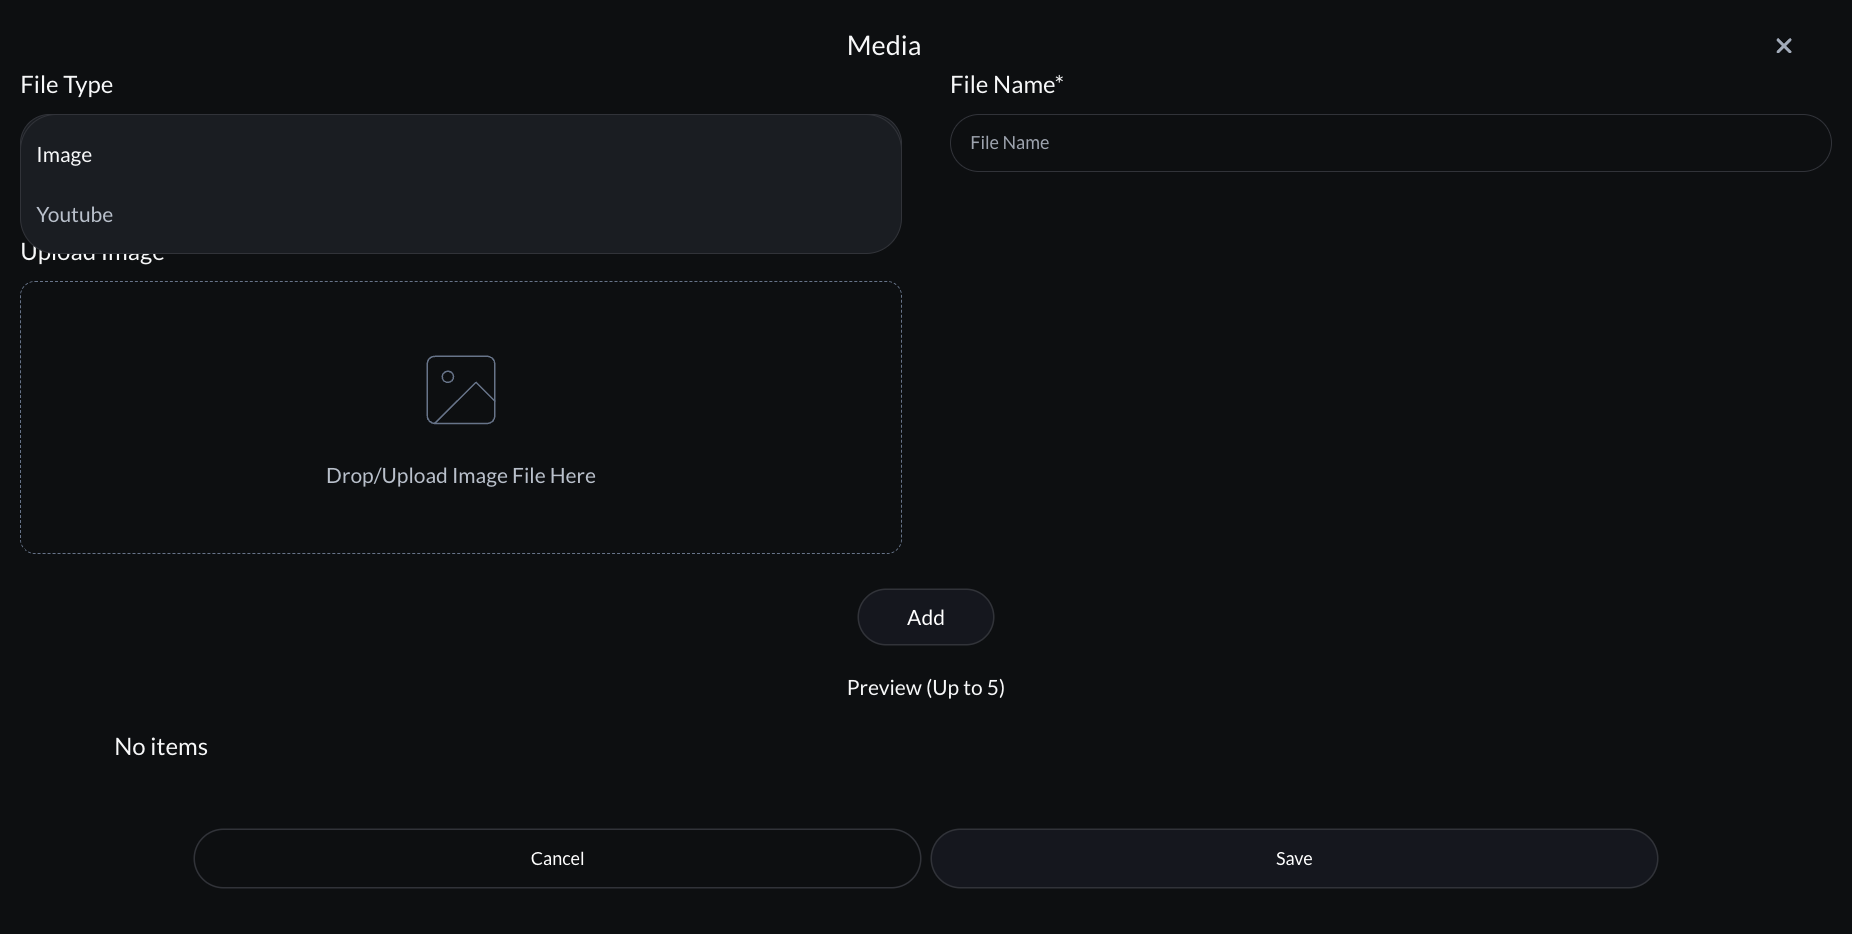 Media
File Type
File Name*
Image
File Name
Youtube
Upload Image
Drop/Upload Image File Here
Add
Preview (Up to 5)
No items
Cancel
Save